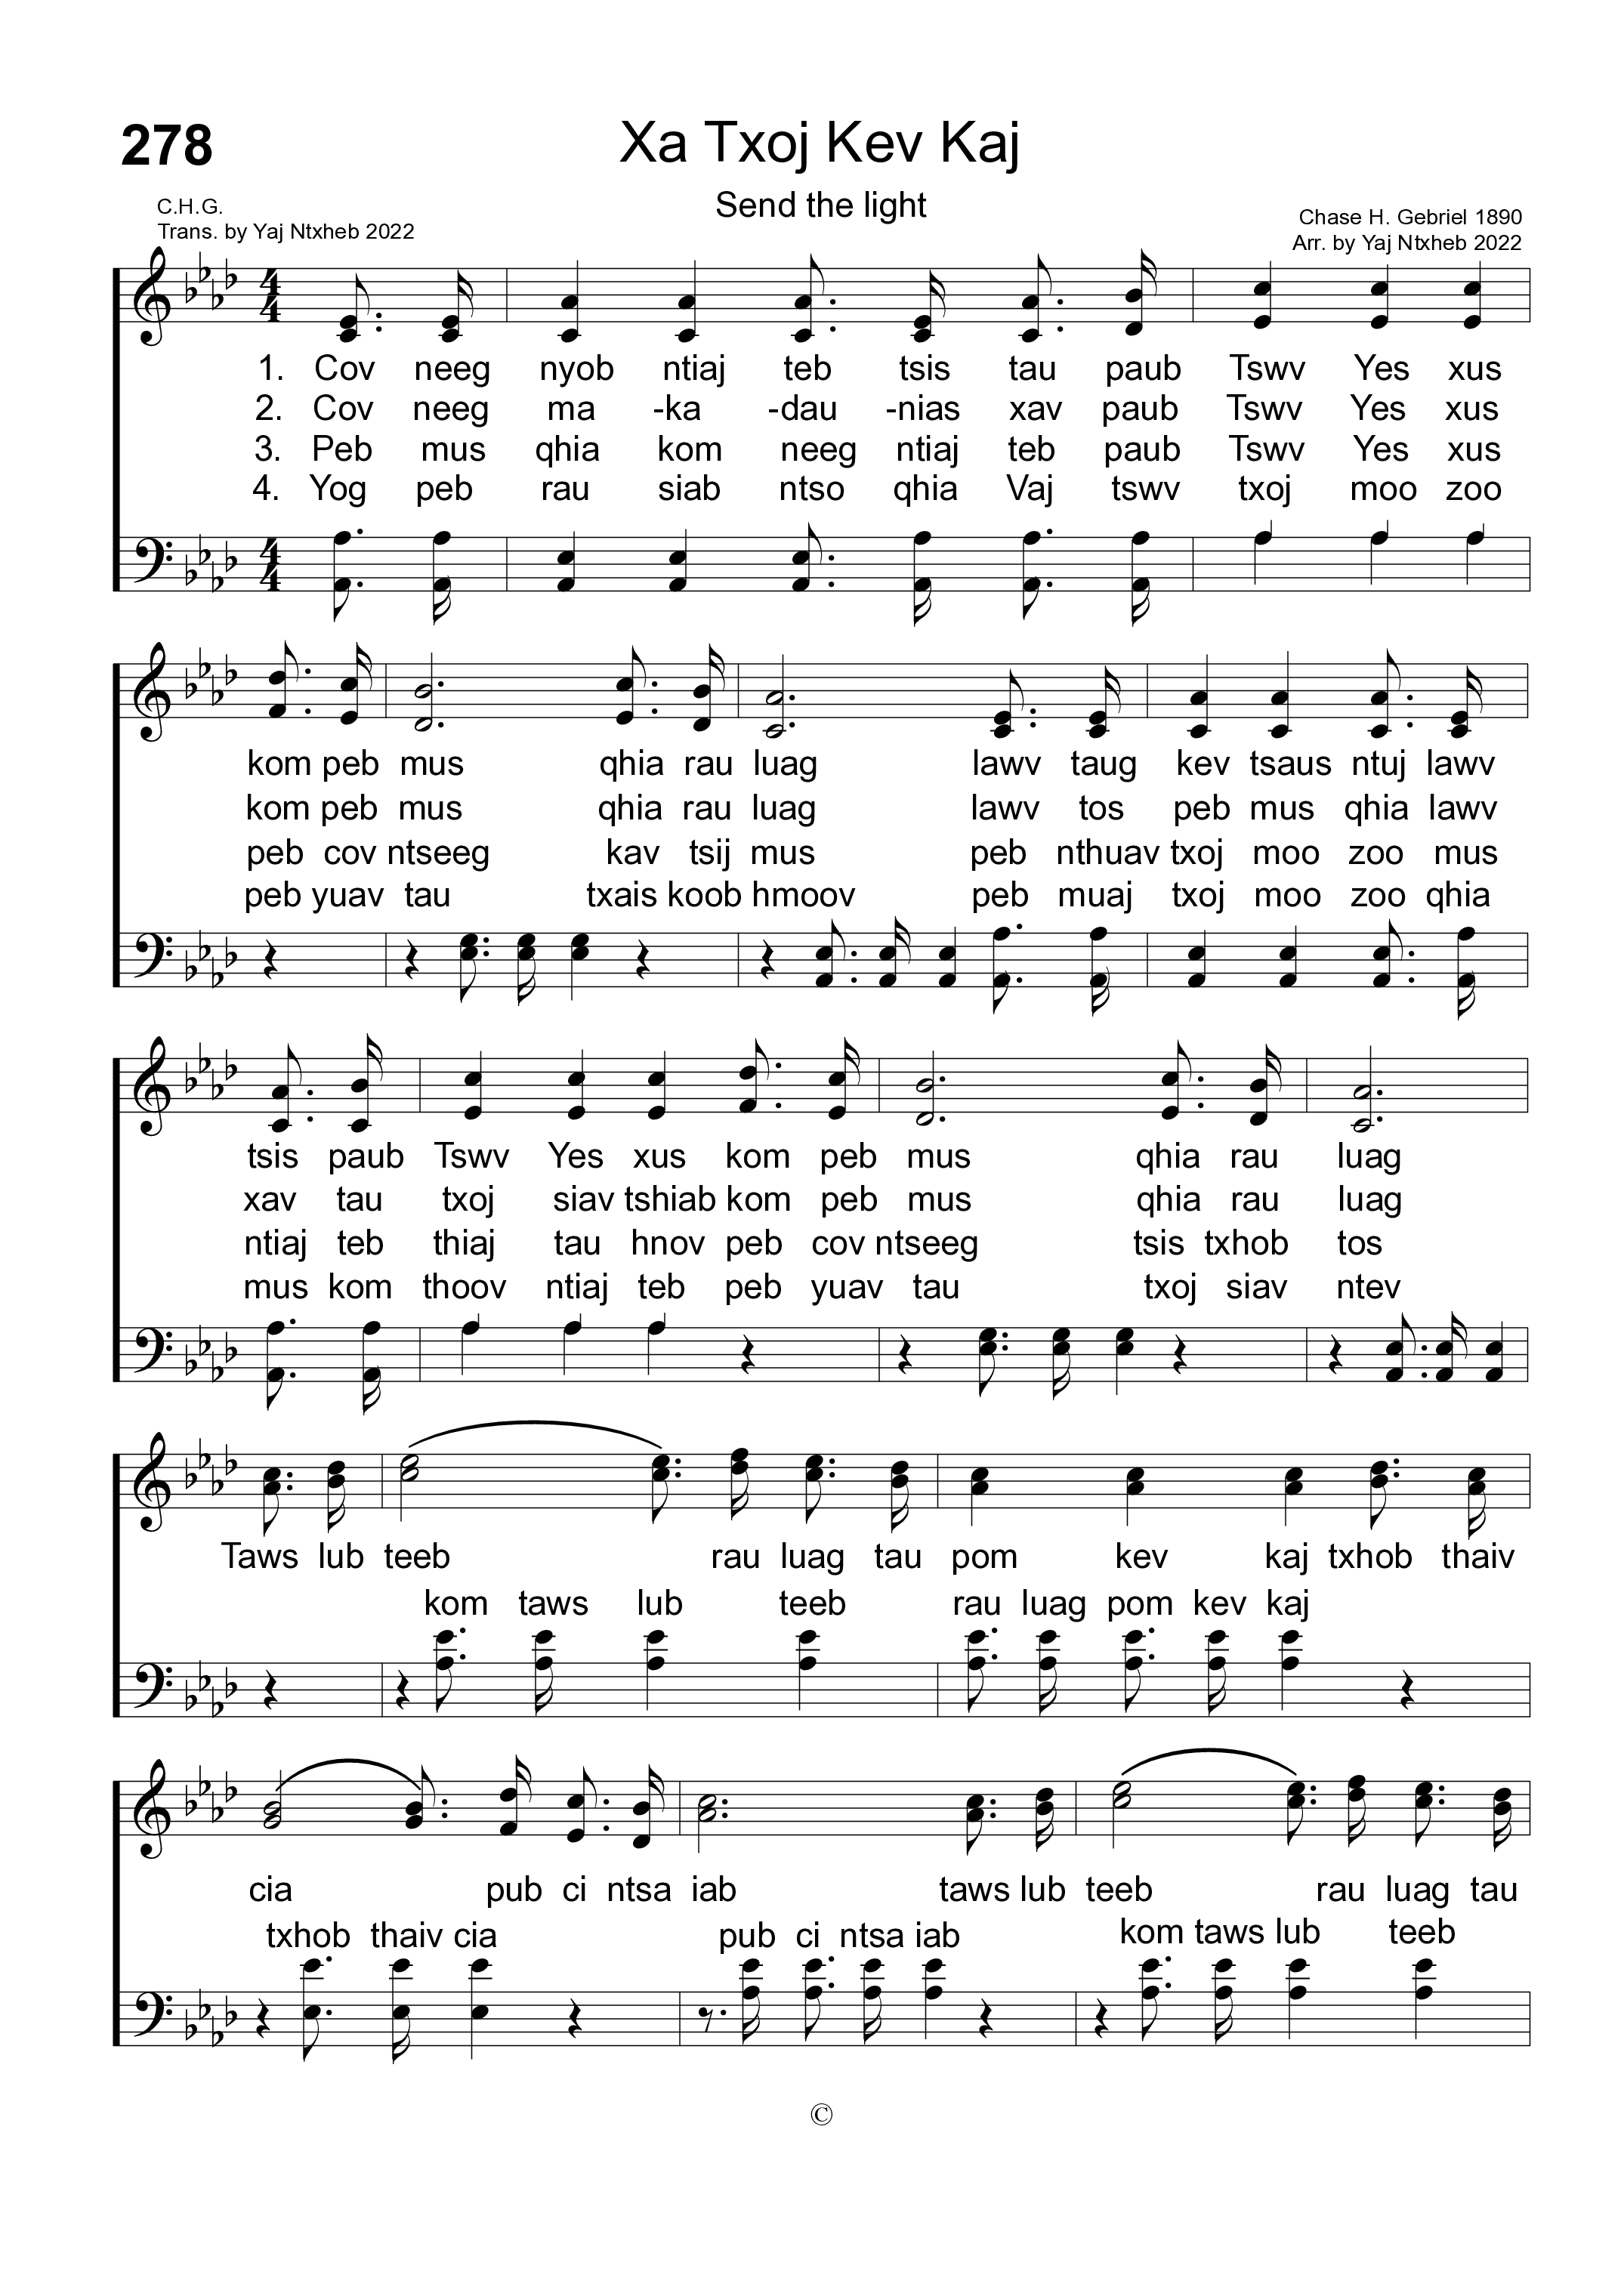 278
Xa Txoj Kev Kaj
Send the light
C.H.G.
Trans. by Yaj Ntxheb 2022
Chase H. Gebriel 1890
Arr. by Yaj Ntxheb 2022
4
4
1. Cov neeg nyob ntiaj teb tsis tau paub Tswv Yes xus
2. Cov neeg ma -ka -dau -nias xav paub Tswv Yes xus
3. Peb mus qhia kom neeg ntiaj teb paub Tswv Yes xus
4. Yog peb rau siab ntso qhia Vaj tswv txoj moo zoo
4
4
kom peb mus qhia rau luag lawv taug kev tsaus ntuj lawv
kom peb mus qhia rau luag lawv tos peb mus qhia lawv
peb cov ntseeg kav tsij mus peb nthuav txoj moo zoo mus
peb yuav tau txais koob hmoov peb muaj txoj moo zoo qhia
tsis paub Tswv Yes xus kom peb mus qhia rau luag
xav tau txoj siav tshiab kom peb mus qhia rau luag
ntiaj teb thiaj tau hnov peb cov ntseeg tsis txhob tos
mus kom thoov ntiaj teb peb yuav tau txoj siav ntev
Taws lub teeb rau luag tau pom kev kaj txhob thaiv
kom taws lub teeb rau luag pom kev kaj
cia pub ci ntsa iab taws lub teeb rau luag tau
txhob thaiv cia pub ci ntsa iab kom taws lub teeb
©